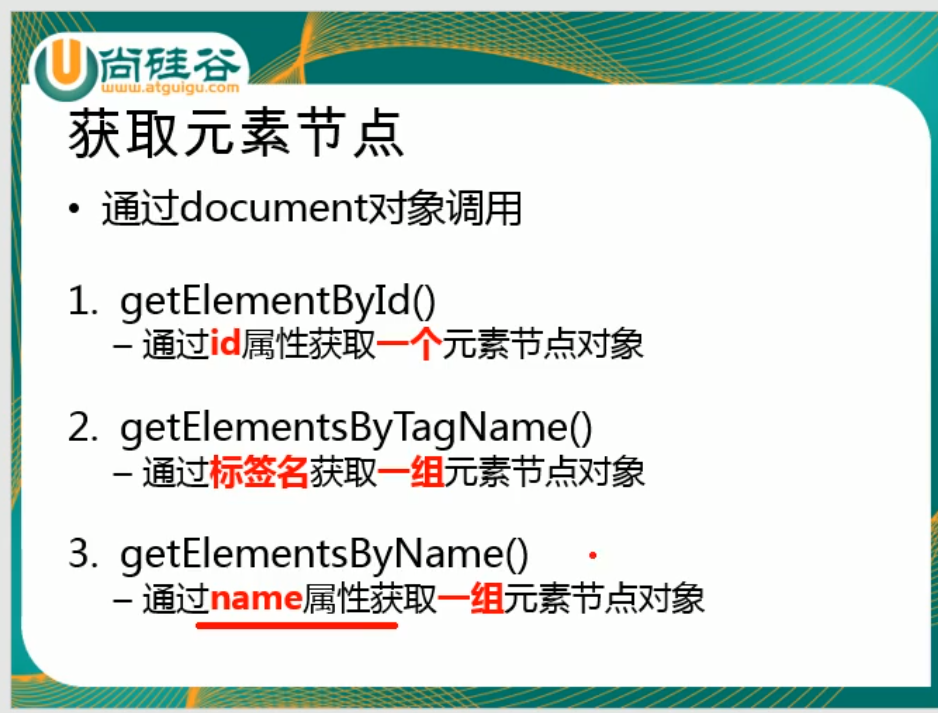 尚硅谷
www.atguigu.com
获取元素节点
• 通过document对象调用
1. getElementById()
– 通过id属性获取一个元素节点对象
2. getElementsByTagName()
– 通过标签名获取一组元素节点对象
3. getElementsByName()
– 通过name属性获取一组元素节点对象